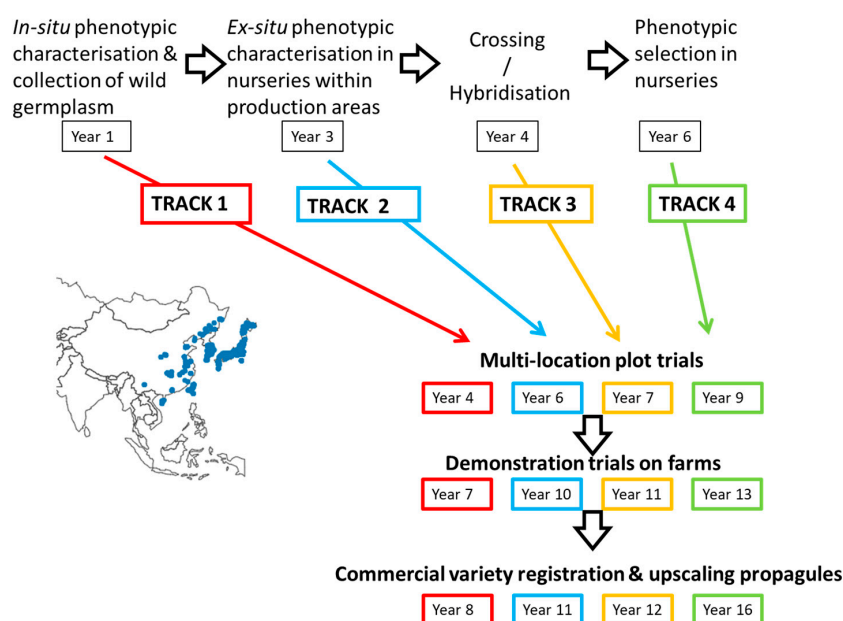 In-situ phenotypic
characterisation &
collection of wild
germplasm
Year 1
Ex-situ phenotypic
characterisation in
nurseries within
production areas
Year 3
Crossing
/
Hybridisation
Year 4
Phenotypic
selection in
nurseries
Year 6
TRACK 1
TRACK 2
TRACK 3
TRACK 4
Multi-location plot trials
Year 4
Year 6
Year 7
Year 9
Demonstration trials on farms
Year 7
Year 10
Year 11
Year 13
Commercial variety registration & upscaling propagules
Year 8
Year 11
Year 12
Year 16